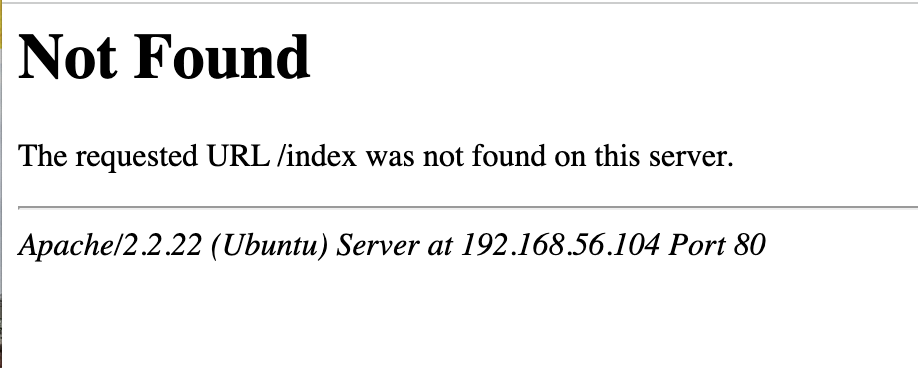 Not Found
The requested URL /index was not found on this server.
Apache/2.2.22 (Ubuntu) Server at 192.168.56.104 Port 80